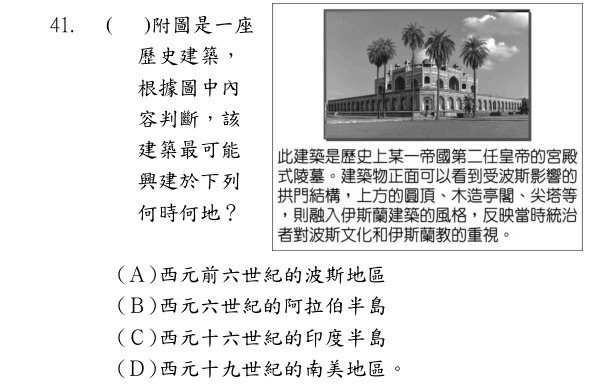 41. (　)附圖是一座
歷史建築，
根據圖中內
容判斷，該
建築最可能
興建於下列
何時何地？
此建築是歷史上某一帝國第二任皇帝的宮殿
式陵墓。建築物正面可以看到受波斯影響的
拱門結構，上方的圓頂、木造亭閣、尖塔等
，則融入伊斯蘭建築的風格，反映當時統治
者對波斯文化和伊斯蘭教的重視。
(A)西元前六世紀的波斯地區
(B)西元六世紀的阿拉伯半島
(C)西元十六世紀的印度半島
(D)西元十九世紀的南美地區。